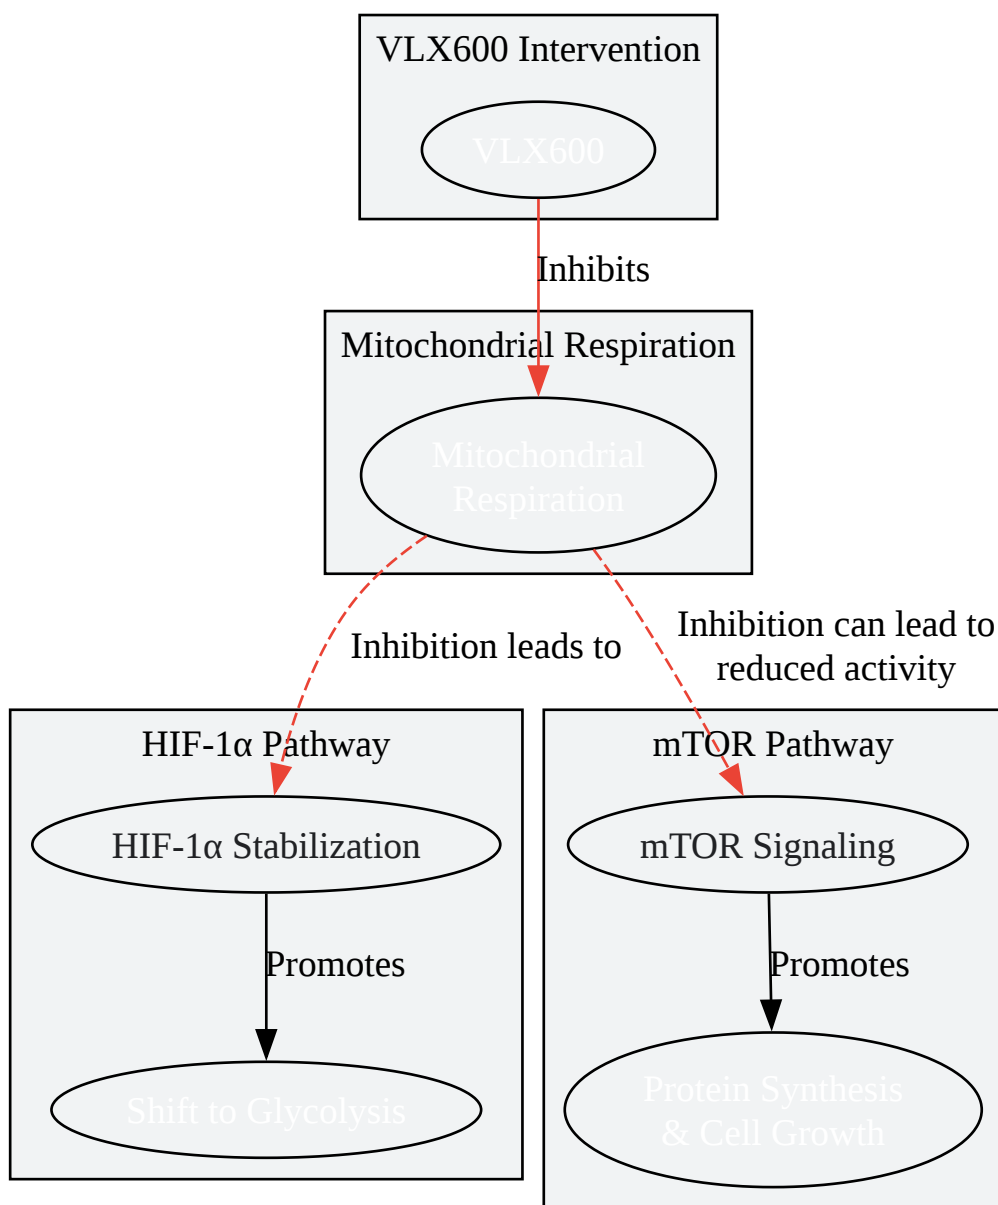 VLX600 Intervention
VLX600
Inhibits
Mitochondrial Respiration
Mitochondrial
Respiration
Inhibition leads to
Inhibition can lead to
reduced activity
HIF-1α Pathway
mTOR Pathway
HIF-1α Stabilization
mTOR Signaling
Promotes
Promotes
Shift to Glycolysis
Protein Synthesis
& Cell Growth